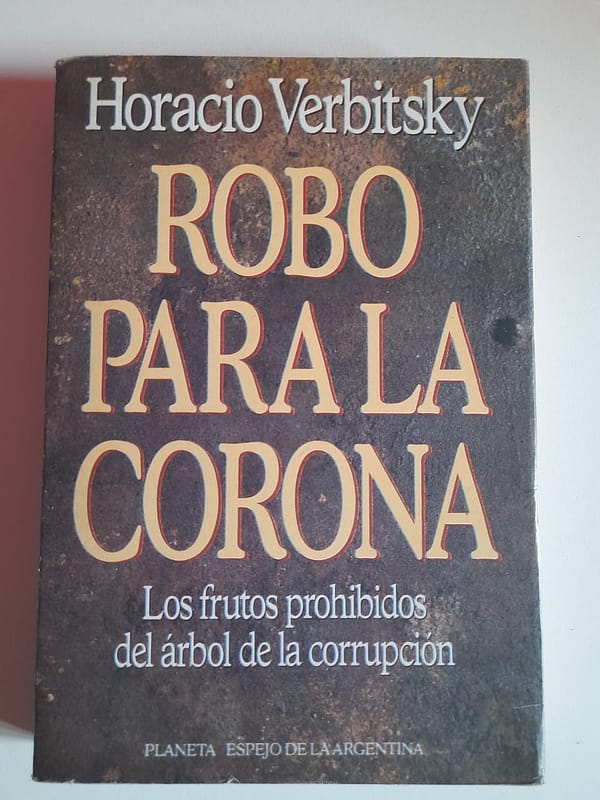 Horacio Verbitsky
ROBO
PARA LA
CORONA
Los frutos prohibidos
del árbol de la corrupción
PLANETA ESPEJO DE LA ARGENTINA